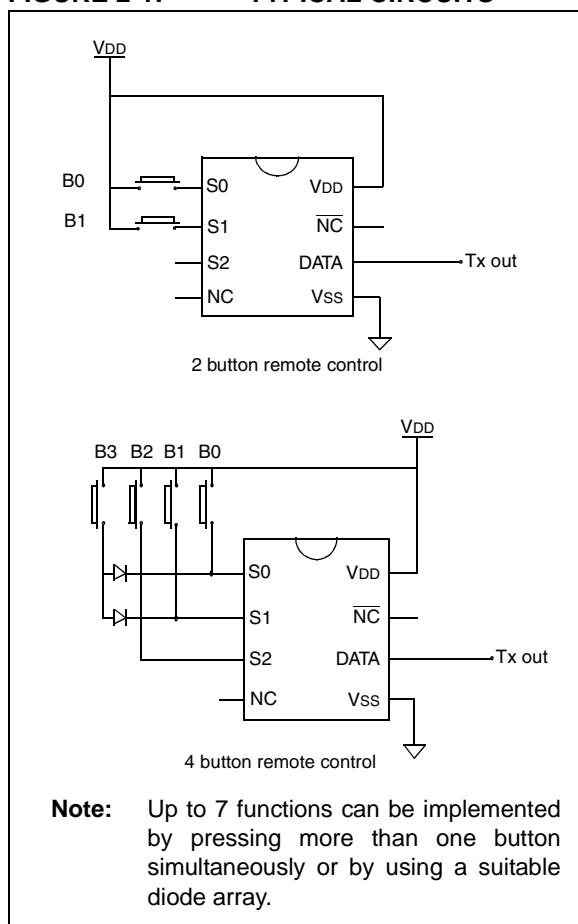 FIGURE TYPICAL CIRCUITS
VDD
B0
S0
VDD
B1
S1
NC
S2
DATA
Tx out
NC
VSS
2 button remote control
VDD
B3 B2 B1 B0
S0
VDD
S1
NC
S2
DATA
Tx out
NC
VSS
4 button remote control
Note: Up to 7 functions can be implemented
by pressing more than one button
simultaneously or by using a suitable
diode array.